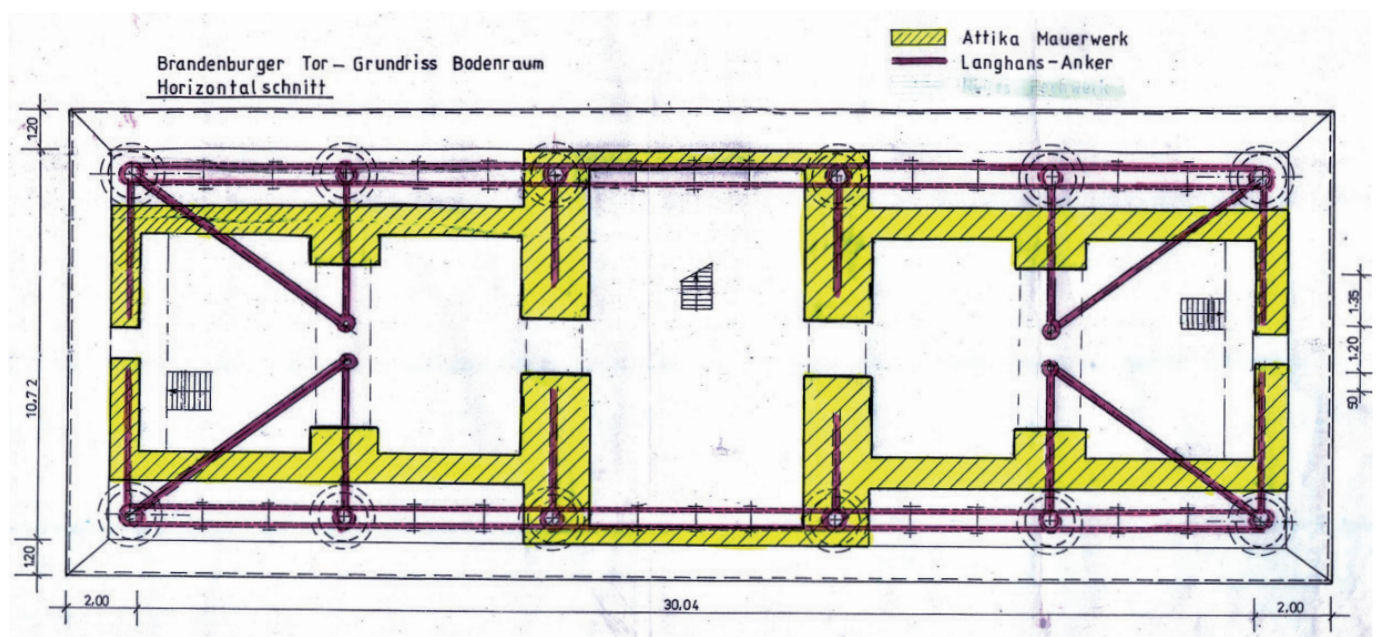 Brandenburger Tor – Grundriss Bodenraum
Horizontalschnitt
Attika Mauerwerk
Langhans-Anker
1.20
10.72
1.20
2.00
30.04
2.00
1.35
1.20
50